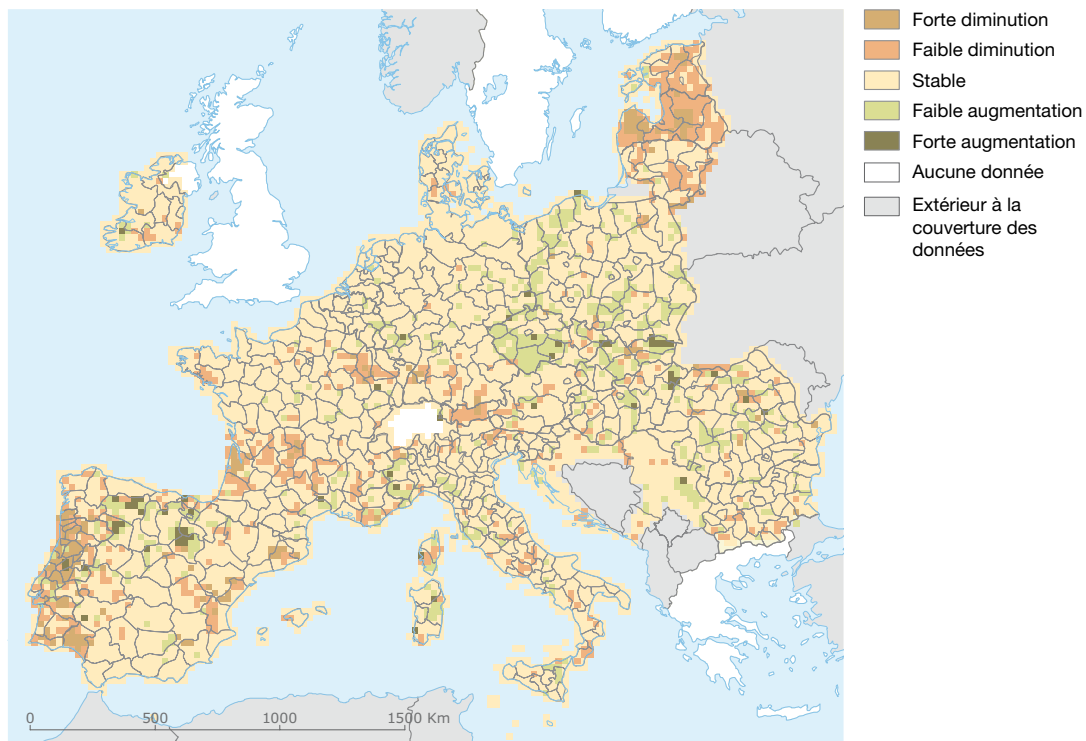 Forte diminution
Faible diminution
Stable
Faible augmentation
Forte augmentation
Aucune donnée
Extérieur à la
couverture des
données
0 500 1000 1500 Km